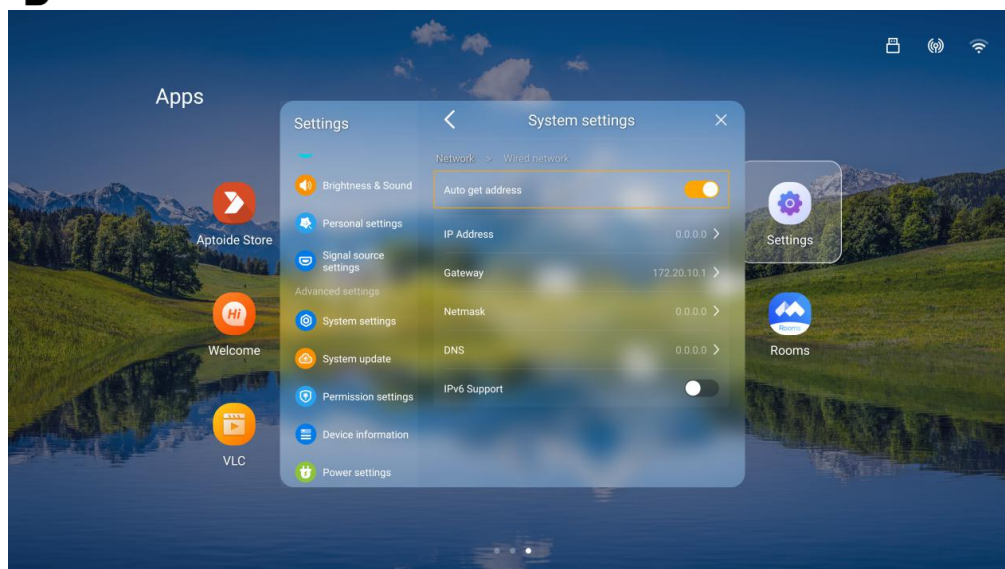 Apps
Settings
System settings
Network > Wired network
Brightness & Sound
Auto get address
Personal settings
IP Address 0.0.0.0
Aptoide Store
Settings
Signal source
settings
Gateway 172.20.10.1
Advanced settings
Netmask 0.0.0.0
Hi
System settings
Rooms
Welcome
DNS 0.0.0.0
Rooms
System update
IPv6 Support
Permission settings
Device information
VLC
Power settings